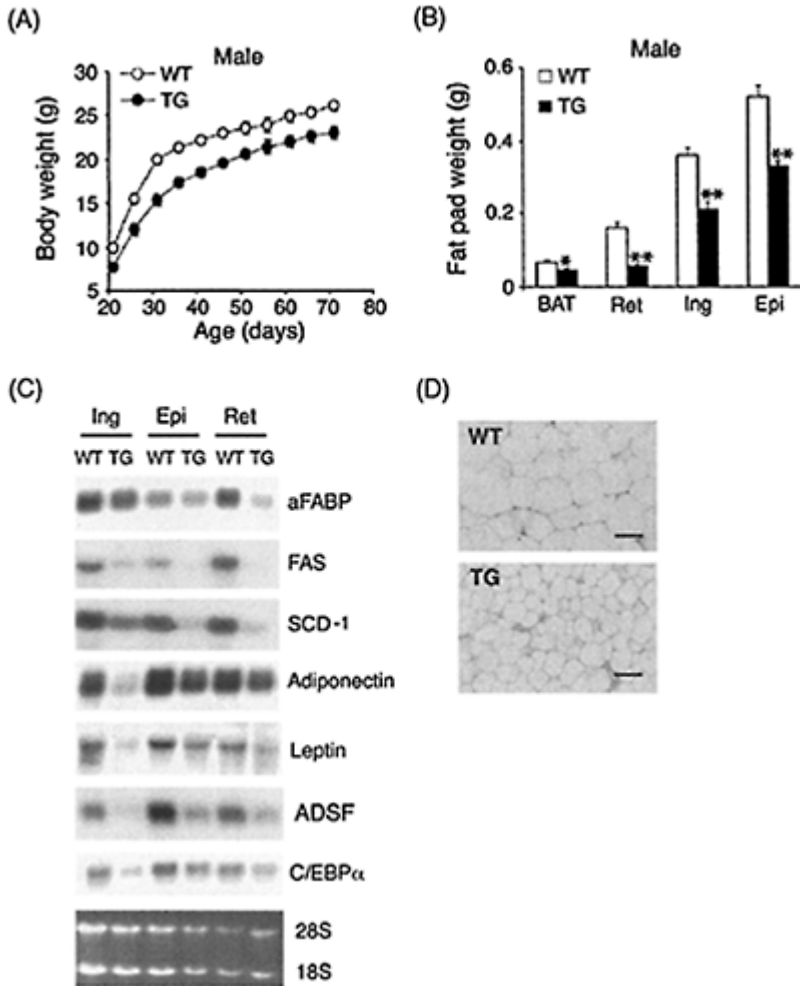 (A)
Male
WT
TG
Body weight (g)
30
25
20
15
10
5
20 30 40 50 60 70 80
Age (days)
(B)
Male
WT
TG
Fat pad weight (g)
0.6
0.4
0.2
0
* ** ** **
BAT Ret Ing Epi
(C)
Ing Epi Ret
WT TG WT TG WT TG
aFABP
FAS
SCD-1
Adiponectin
Leptin
ADSF
C/EBPα
28S
18S
(D)
WT
TG